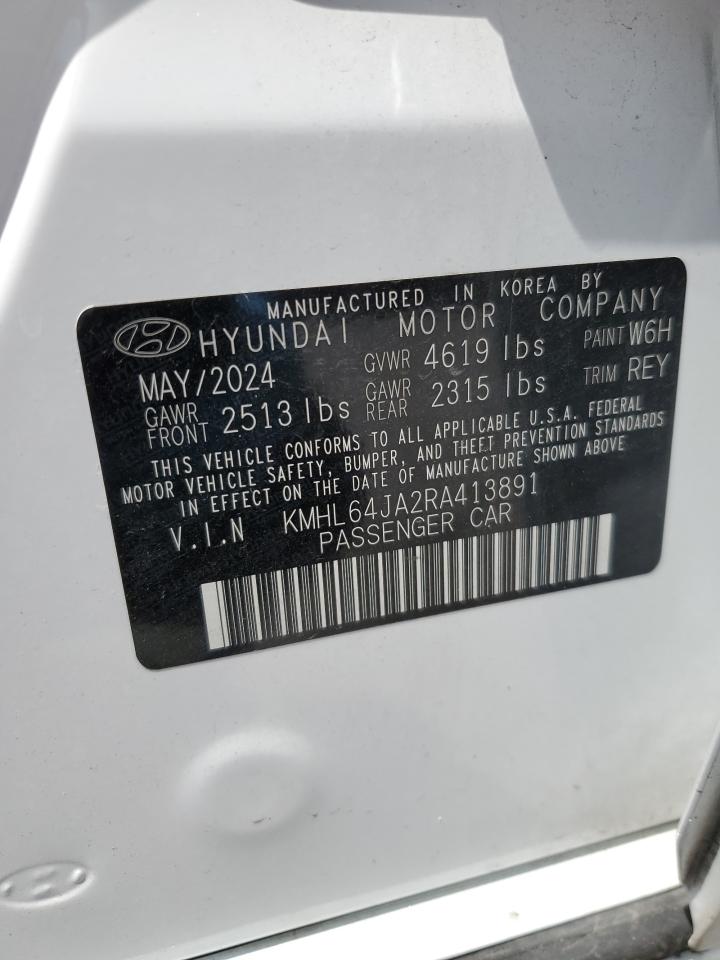 MANUFACTURED IN KOREA BY
HYUNDAI MOTOR COMPANY
MAY/2024 GVWR 4619 lbs PAINT W6H
GAWR FRONT 2513 lbs GAWR REAR 2315 lbs TRIM REY
THIS VEHICLE CONFORMS TO ALL APPLICABLE U.S.A. FEDERAL
MOTOR VEHICLE SAFETY, BUMPER, AND THEFT PREVENTION STANDARDS
IN EFFECT ON THE DATE OF MANUFACTURE SHOWN ABOVE
V.I.N KMHL64JA2RA413891
PASSENGER CAR